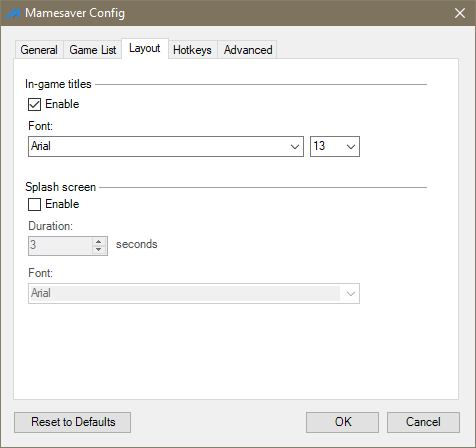 Mamesaver Config
General Game List Layout Hotkeys Advanced
In-game titles
Enable
Font:
Arial 13
Splash screen
Enable
Duration:
3 seconds
Font:
Arial
Reset to Defaults OK Cancel